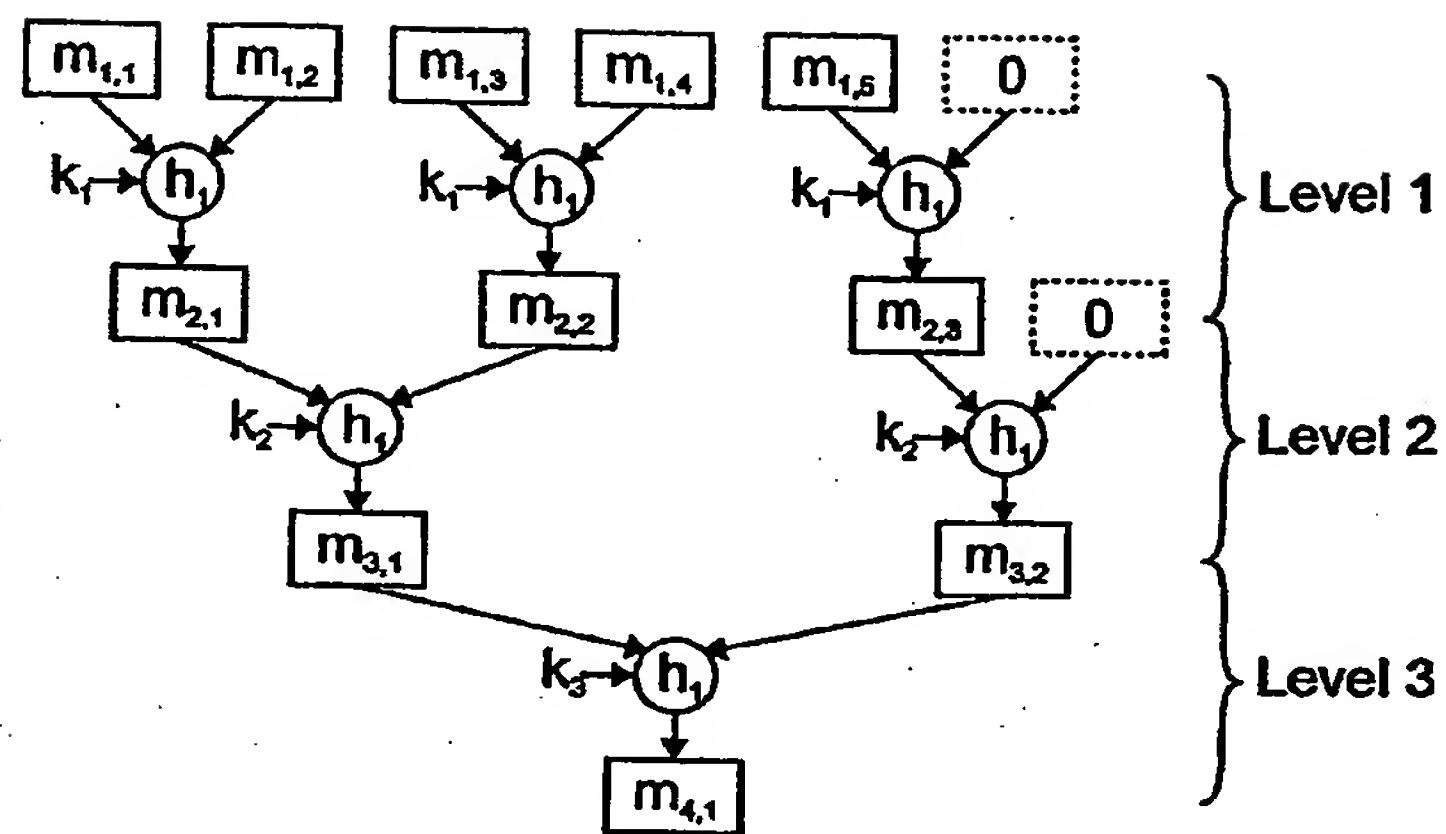 m1,1 m1,2 m1,3 m1,4 m1,5 0
k1 h1 k1 h1 k1 h1 Level 1
m2,1 m2,2 m2,3 0
k2 h1 k2 h1 Level 2
m3,1 m3,2
k3 h1 Level 3
m4,1